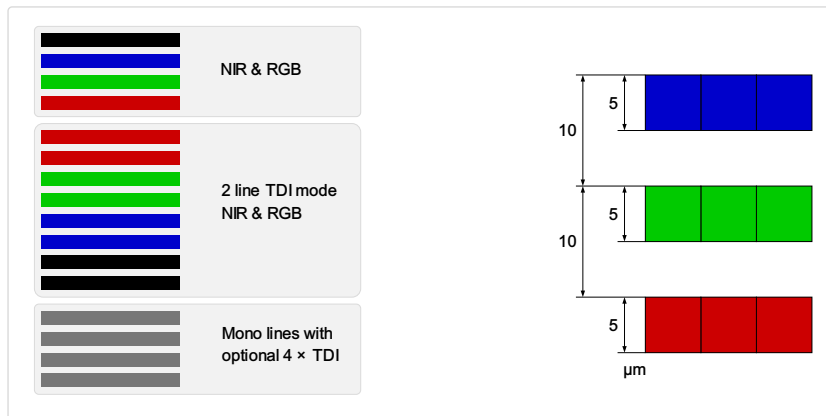 NIR & RGB
2 line TDI mode
NIR & RGB
Mono lines with
optional 4 × TDI
5
10
5
10
5
µm